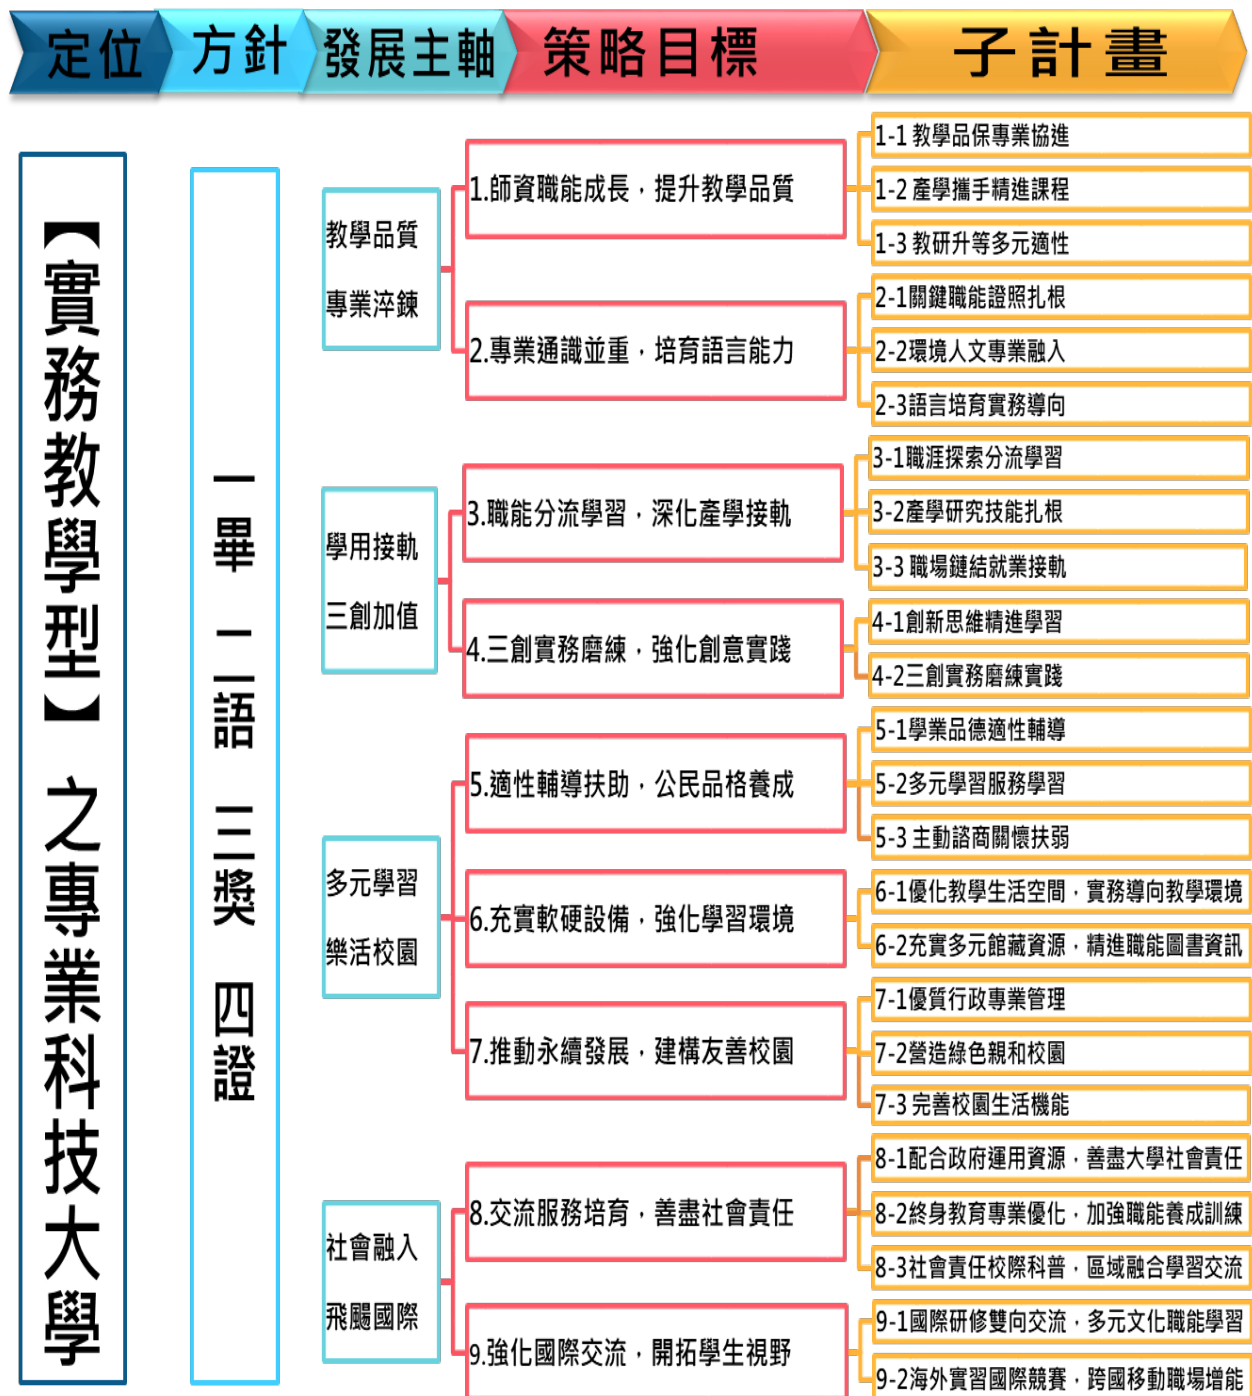 定位
方針
發展主軸
策略目標
子計畫
【實務教學型】之專業科技大學
一畢 二語 三獎 四證
教學品質
專業淬鍊
1.師資職能成長，提升教學品質
1-1 教學品保專業協進
1-2 產學攜手精進課程
1-3 教研升等多元適性
2.專業通識並重，培育語言能力
2-1關鍵職能證照扎根
2-2環境人文專業融入
2-3語言培育實務導向
學用接軌
三創加值
3.職能分流學習，深化產學接軌
3-1職涯探索分流學習
3-2產學研究技能扎根
3-3 職場鏈結就業接軌
4.三創實務磨練，強化創意實踐
4-1創新思維精進學習
4-2三創實務磨練實踐
多元學習
樂活校園
5.適性輔導扶助，公民品格養成
5-1學業品德適性輔導
5-2多元學習服務學習
5-3 主動諮商關懷扶弱
6.充實軟硬設備，強化學習環境
6-1優化教學生活空間，實務導向教學環境
6-2充實多元館藏資源，精進職能圖書資訊
7.推動永續發展，建構友善校園
7-1優質行政專業管理
7-2營造綠色親和校園
7-3 完善校園生活機能
社會融入
飛颺國際
8.交流服務培育，善盡社會責任
8-1配合政府運用資源，善盡大學社會責任
8-2終身教育專業優化，加強職能養成訓練
8-3社會責任校際科普，區域融合學習交流
9.強化國際交流，開拓學生視野
9-1國際研修雙向交流，多元文化職能學習
9-2海外實習國際競賽，跨國移動職場增能